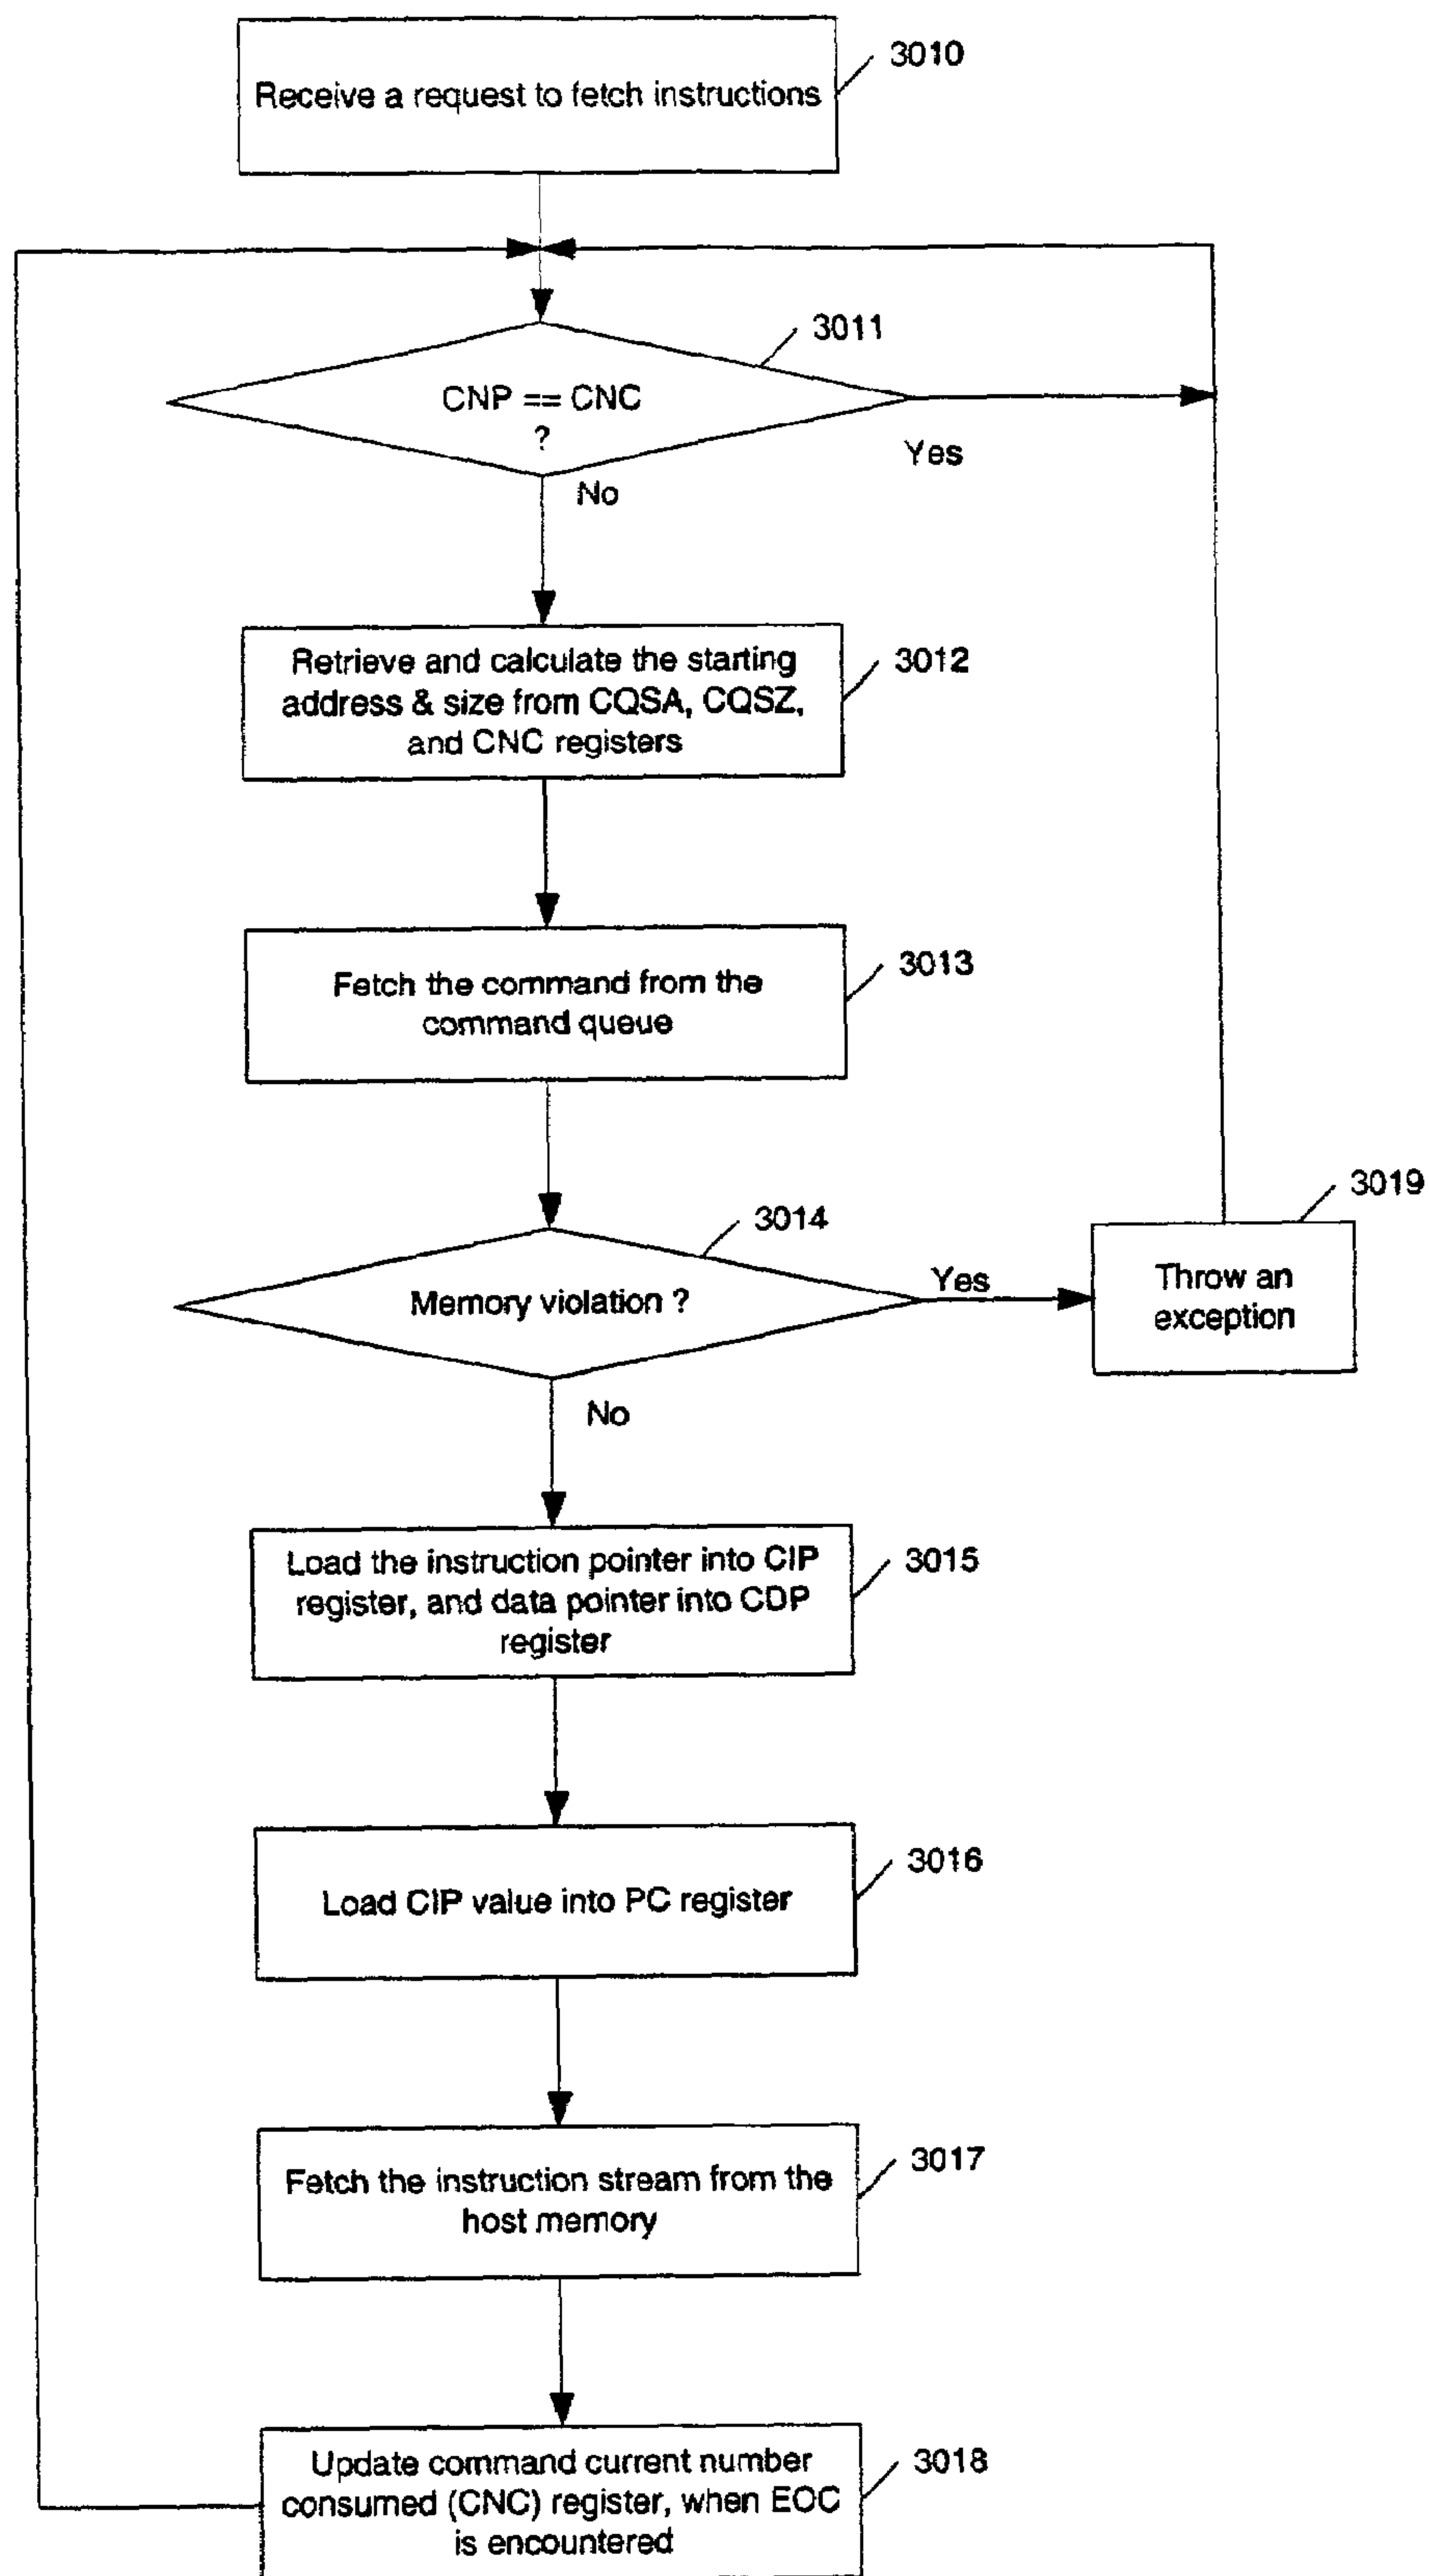 3010
Receive a request to fetch instructions
3011
CNP == CNC
?
Yes
No
Retrieve and calculate the starting
address & size from CQSA, CQSZ,
and CNC registers
3012
Fetch the command from the
command queue
3013
3014
Memory violation ?
Yes
3019
Throw an
exception
No
Load the instruction pointer into CIP
register, and data pointer into CDP
register
3015
3016
Load CIP value into PC register
3017
Fetch the instruction stream from the
host memory
3018
Update command current number
consumed (CNC) register, when EOC
is encountered